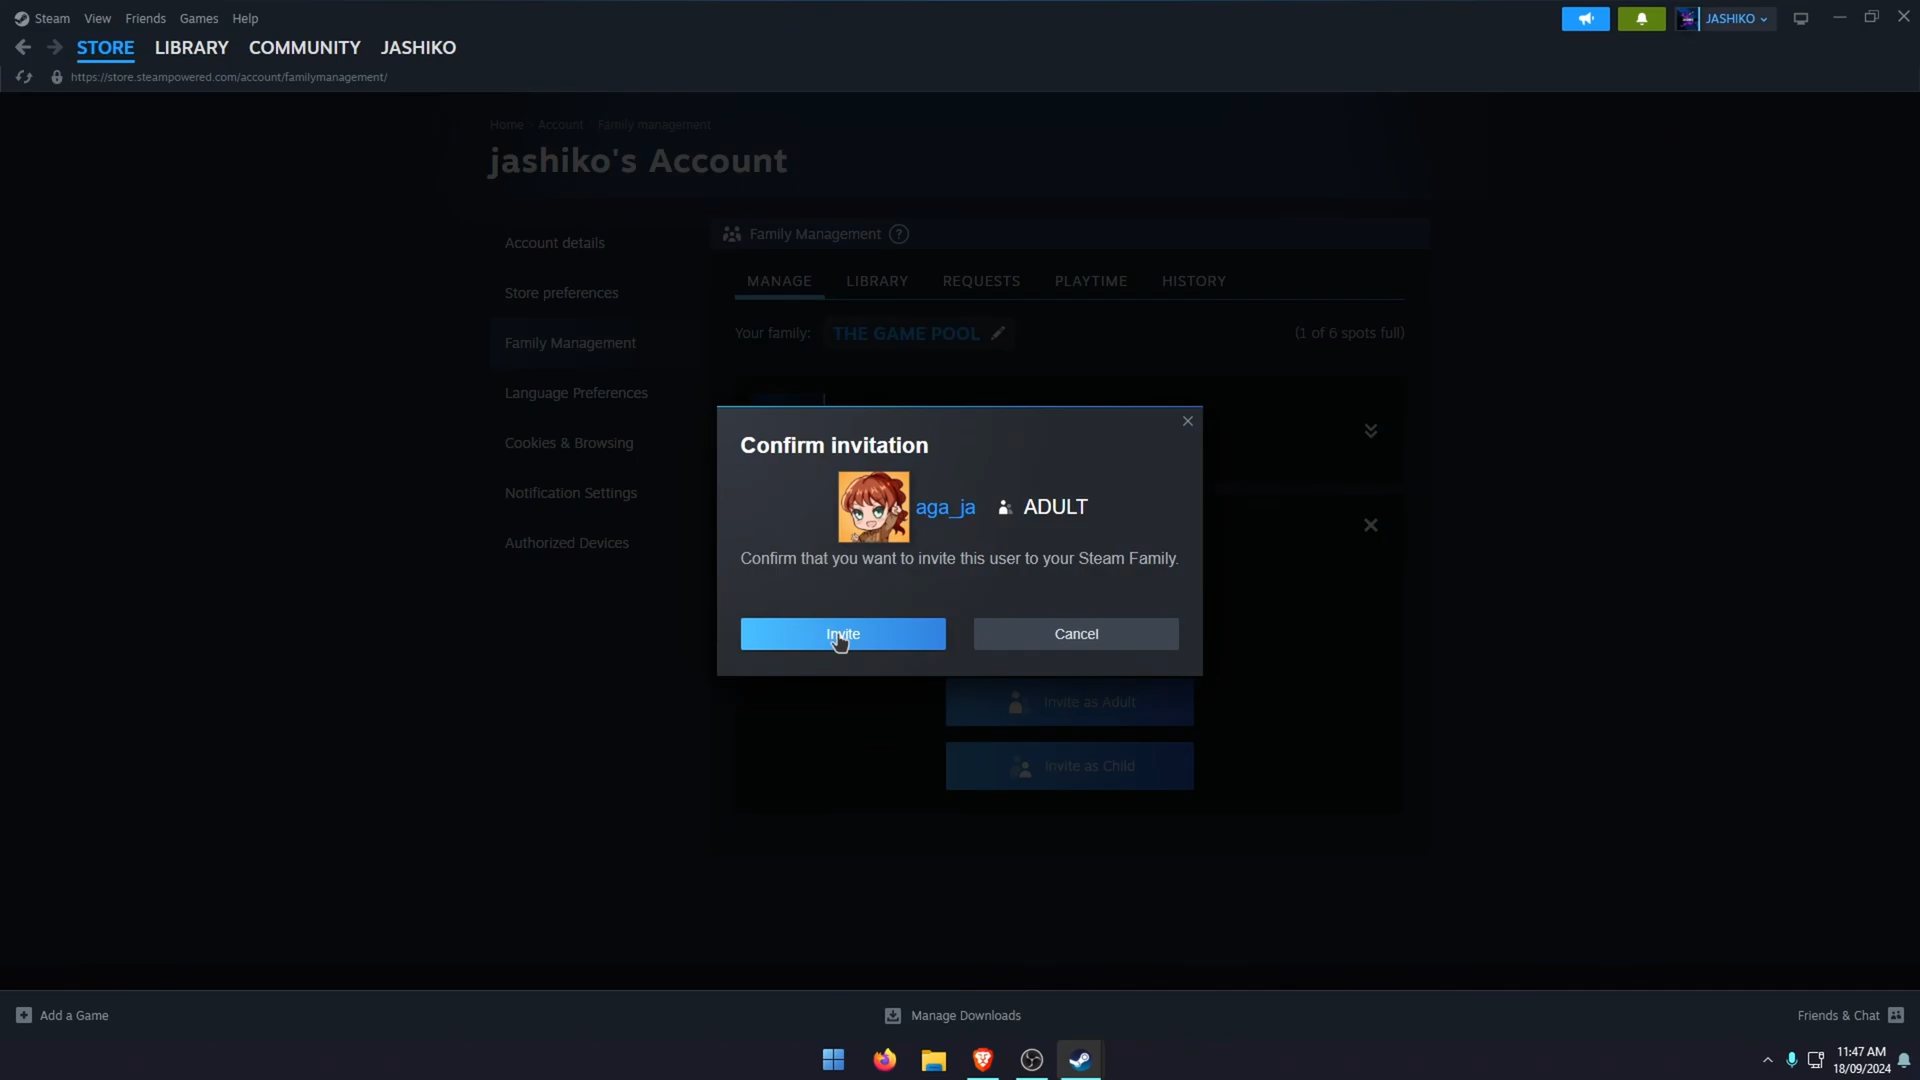 Steam View Friends Games Help
JASHIKO
STORE LIBRARY COMMUNITY JASHIKO
https://store.steampowered.com/account/familymanagement/
Home Account Family management
jashiko's Account
Account details
Store preferences
Family Management
Language Preferences
Cookies & Browsing
Notification Settings
Authorized Devices
Family Management ?
MANAGE LIBRARY REQUESTS PLAYTIME HISTORY
Your family: THE GAME POOL (1 of 6 spots full)
Confirm invitation
aga_ja ADULT
Confirm that you want to invite this user to your Steam Family.
Invite Cancel
Invite as Adult
Invite as Child
Add a Game Manage Downloads Friends & Chat
11:47 AM
18/09/2024